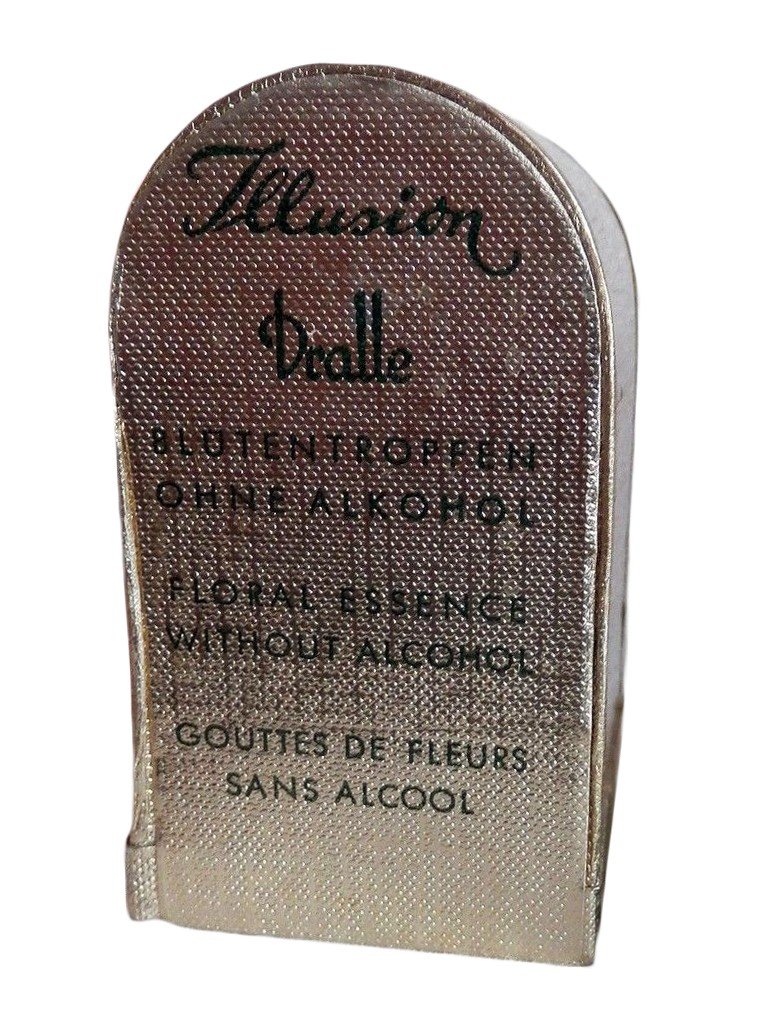 Illusion
Dralle
BLÜTENTROPFEN
OHNE ALKOHOL
FLORAL ESSENCE
WITHOUT ALCOHOL
GOUTTES DE FLEURS
SANS ALCOOL